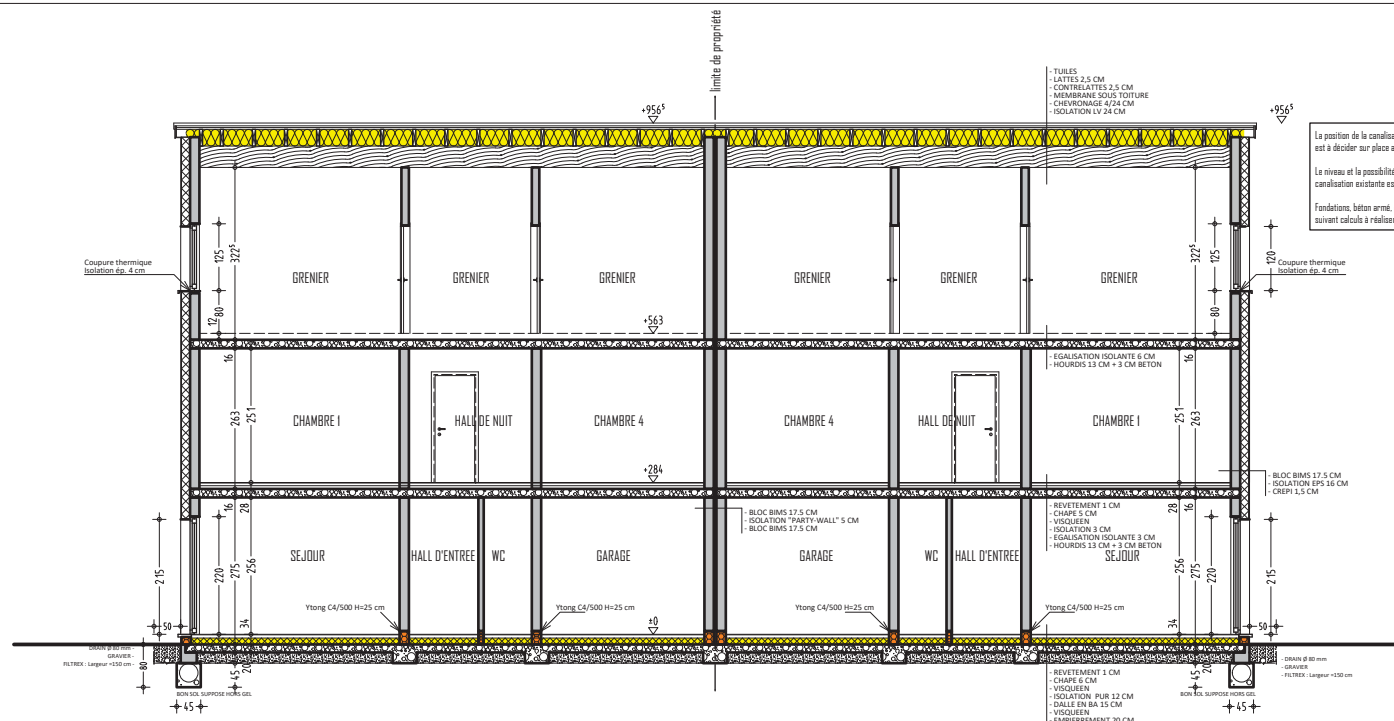 limite de propriété
- TUILES
- LATTES 2,5 CM
- CONTRELATTES 2,5 CM
- MEMBRANE SOUS TOITURE
- CHEVRONAGE 4/24 CM
- ISOLATION LV 24 CM
+956⁵
+956⁵
La position de la canalisa
est à décider sur place a
Le niveau et la possibilité
canalisation existante es
Fondations, béton armé,
suivant calculs à réalise
Coupure thermique
Isolation ép. 4 cm
125
322⁵
80
12
GRENIER
GRENIER
GRENIER
GRENIER
GRENIER
GRENIER
322⁵
125
80
120
Coupure thermique
Isolation ép. 4 cm
+563
16
- EGALISATION ISOLANTE 6 CM
- HOURDIS 13 CM + 3 CM BETON
16
263
251
CHAMBRE 1
HALL DE NUIT
CHAMBRE 4
CHAMBRE 4
HALL DE NUIT
CHAMBRE 1
251
263
+284
- BLOC BIMS 17.5 CM
- ISOLATION EPS 16 CM
- CREPI 1,5 CM
16
28
- BLOC BIMS 17.5 CM
- ISOLATION "PARTY-WALL" 5 CM
- BLOC BIMS 17.5 CM
- REVETEMENT 1 CM
- CHAPE 5 CM
- VISQUEEN
- ISOLATION 3 CM
- EGALISATION ISOLANTE 3 CM
- HOURDIS 13 CM + 3 CM BETON
28
16
215
220
275
256
SEJOUR
HALL D'ENTREE
WC
GARAGE
GARAGE
WC
HALL D'ENTREE
SEJOUR
256
275
220
215
Ytong C4/500 H=25 cm
Ytong C4/500 H=25 cm
Ytong C4/500 H=25 cm
Ytong C4/500 H=25 cm
50
34
±0
34
50
DRAIN Ø 80 mm -
GRAVIER -
FILTREX : Largeur =150 cm -
80
45
20
BON SOL SUPPOSE HORS GEL
45
- REVETEMENT 1 CM
- CHAPE 6 CM
- VISQUEEN
- ISOLATION PUR 12 CM
- DALLE EN BA 15 CM
- VISQUEEN
- EMPIERREMENT 20 CM
45
20
- DRAIN Ø 80 mm
- GRAVIER
- FILTREX : Largeur =150 cm
BON SOL SUPPOSE HORS GEL
45